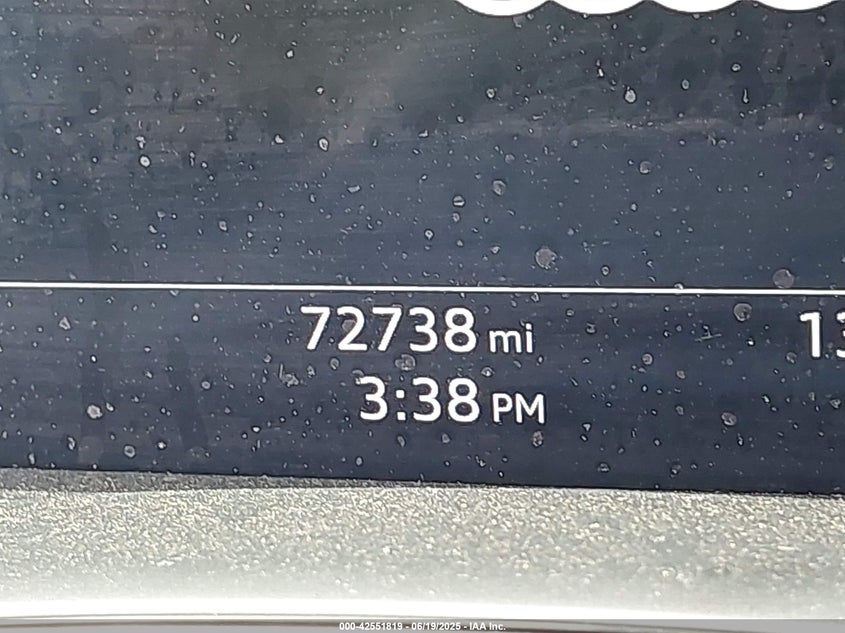 72738 mi
3:38 PM
000-42551819 - 06/19/2025 - IAA Inc.